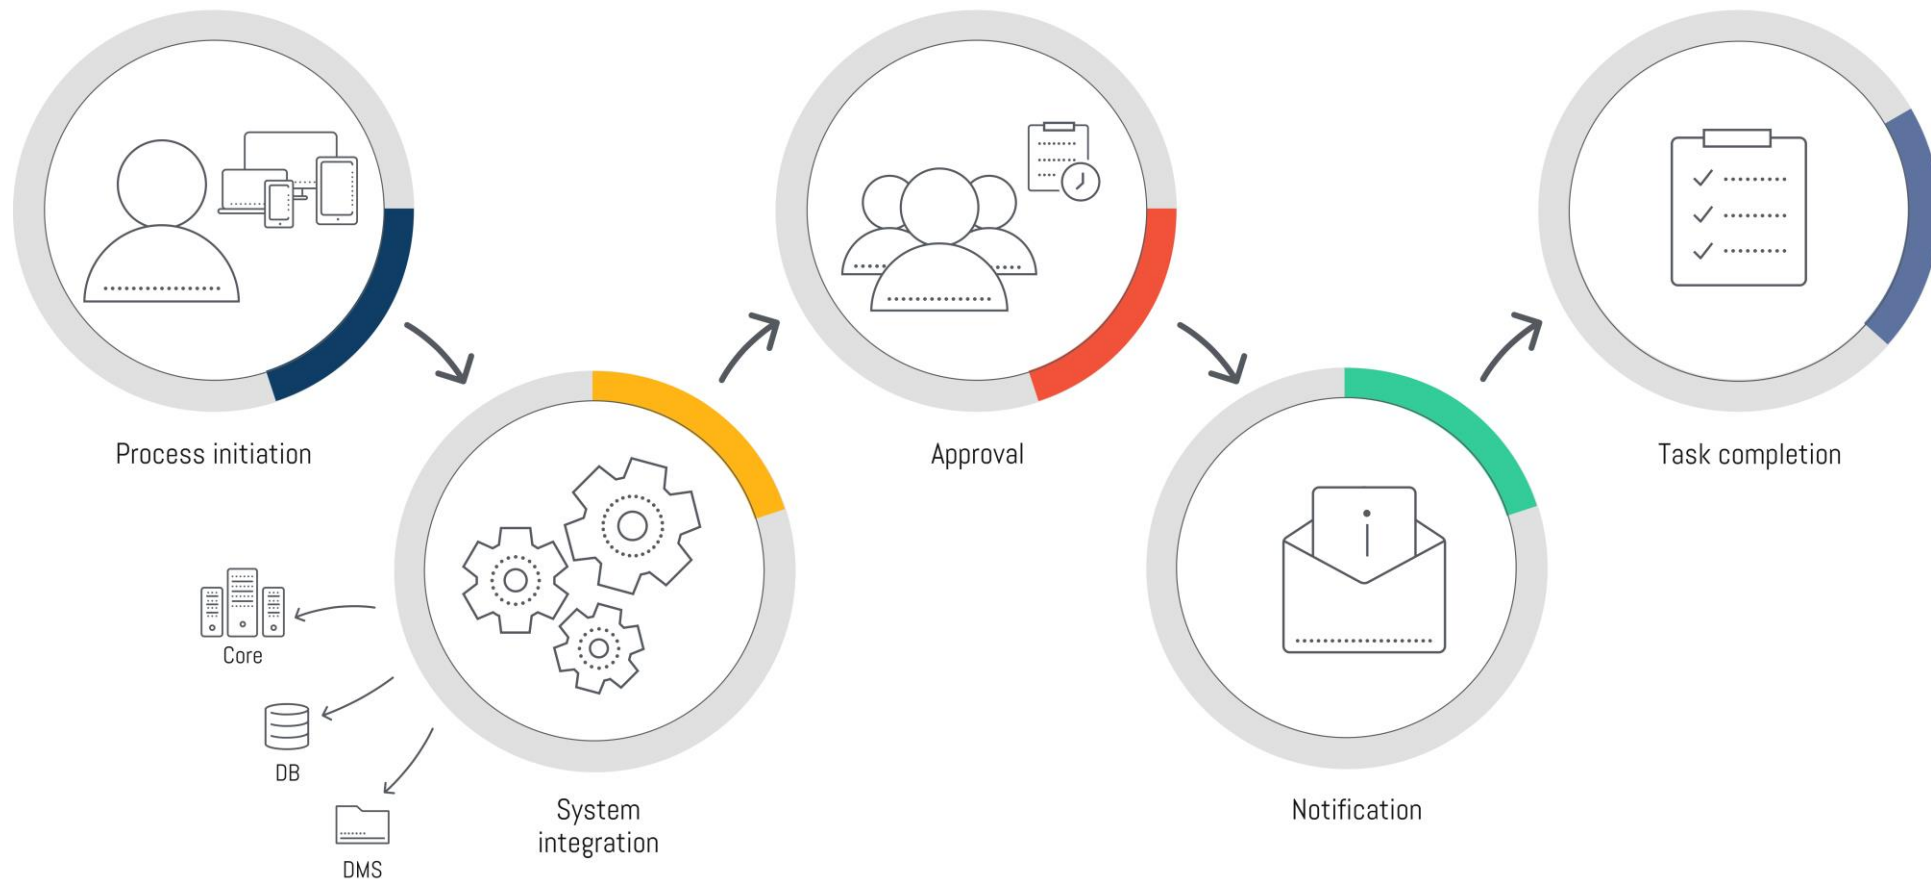 Process initiation
Approval
Task completion
Core
DB
DMS
System
integration
Notification